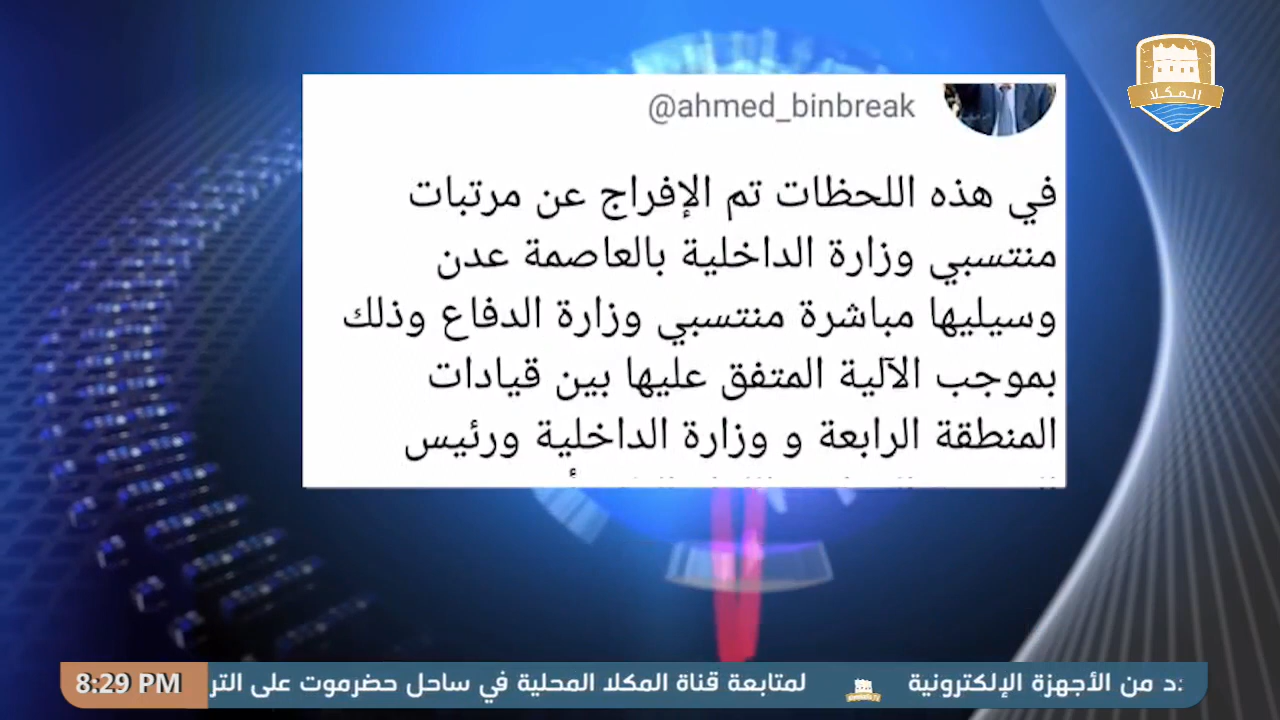 المكلا
@ahmed_binbreak
في هذه اللحظات تم الإفراج عن مرتبات
منتسبي وزارة الداخلية بالعاصمة عدن
وسيليها مباشرة منتسبي وزارة الدفاع وذلك
بموجب الآلية المتفق عليها بين قيادات
المنطقة الرابعة و وزارة الداخلية ورئيس
من الأجهزة الإلكترونية لمتابعة قناة المكلا المحلية في ساحل حضرموت على
8:29 PM